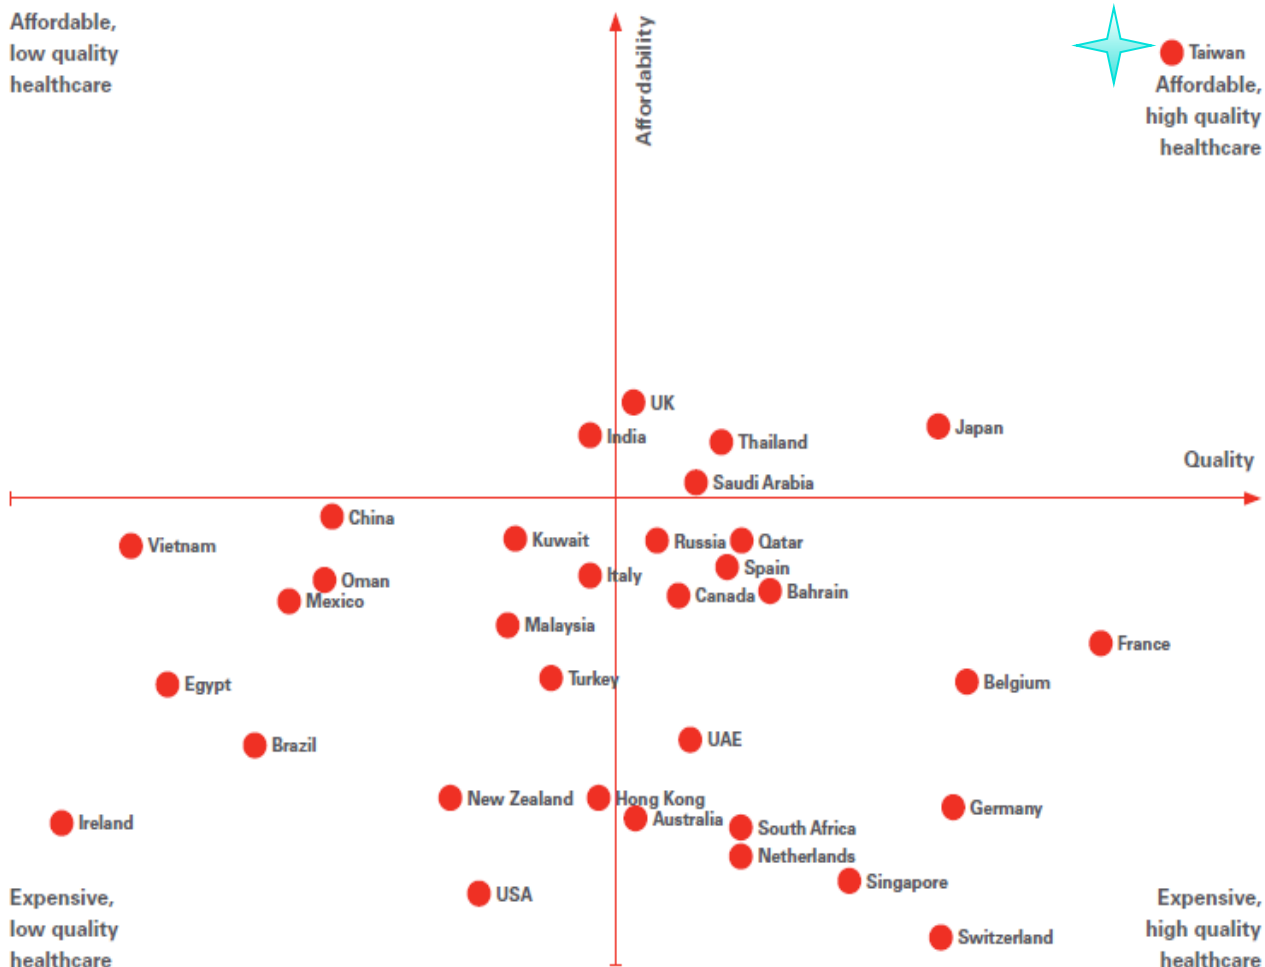 Affordable,
low quality
healthcare
Affordability
Taiwan
Affordable,
high quality
healthcare
UK
India
Thailand
Japan
Quality
Saudi Arabia
China
Vietnam
Kuwait
Russia
Qatar
Spain
Italy
Oman
Mexico
Canada
Bahrain
Malaysia
France
Turkey
Belgium
Egypt
UAE
Brazil
New Zealand
Hong Kong
Germany
Ireland
Australia
South Africa
Netherlands
Singapore
USA
Switzerland
Expensive,
low quality
healthcare
Expensive,
high quality
healthcare